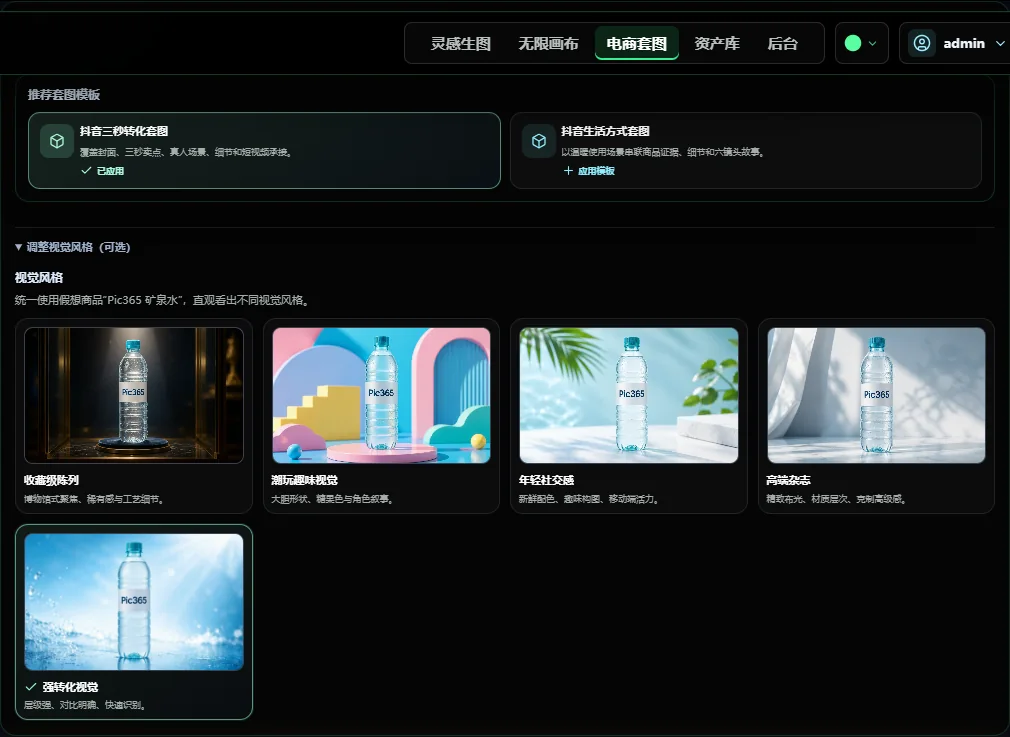 灵感生图 无限画布 电商套图 资产库 后台 admin
推荐套图模板
抖音三秒转化套图
覆盖封面、三秒卖点、真人场景、细节和短视频承接。
已应用
抖音生活方式套图
以温暖使用场景串联商品证据、细节和六镜头故事。
应用模板
调整视觉风格（可选）
视觉风格
统一使用假想商品“Pic365 矿泉水”，直观看出不同视觉风格。
Pic365
收藏级陈列
博物馆式聚焦、稀有感与工艺细节。
Pic365
潮玩趣味视觉
大胆形状、糖果色与角色叙事。
Pic365
年轻社交感
新鲜配色、趣味构图、移动端活力。
Pic365
高端杂志
精致布光、材质层次、克制高级感。
Pic365
强转化视觉
层级强、对比明确、快速识别。